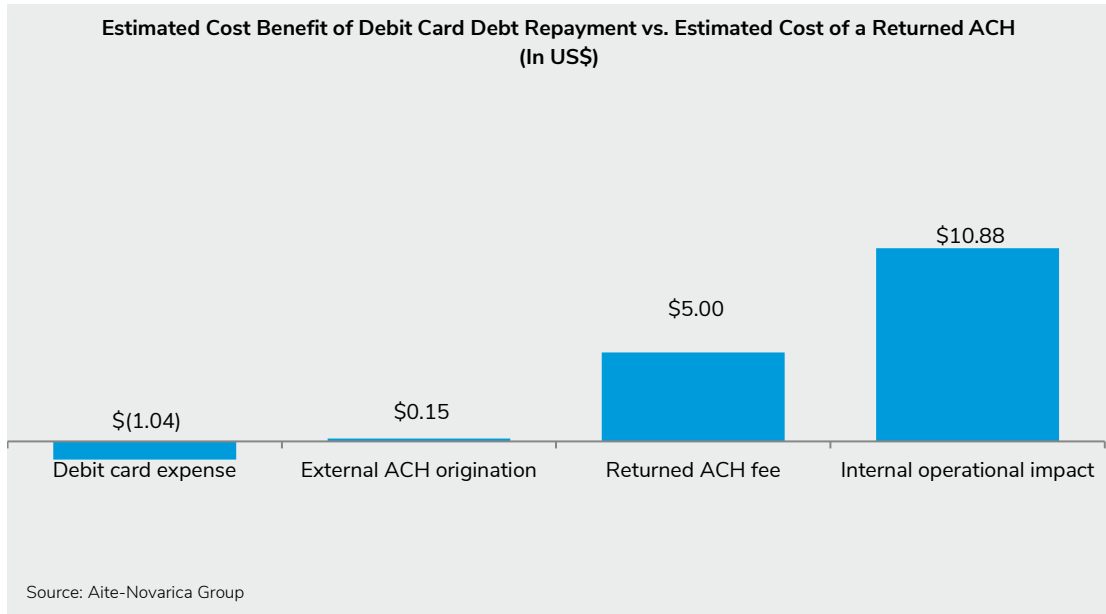 Estimated Cost Benefit of Debit Card Debt Repayment vs. Estimated Cost of a Returned ACH
(In US$)
$10.88
$5.00
$(1.04)
$0.15
Debit card expense
External ACH origination
Returned ACH fee
Internal operational impact
Source: Aite-Novarica Group